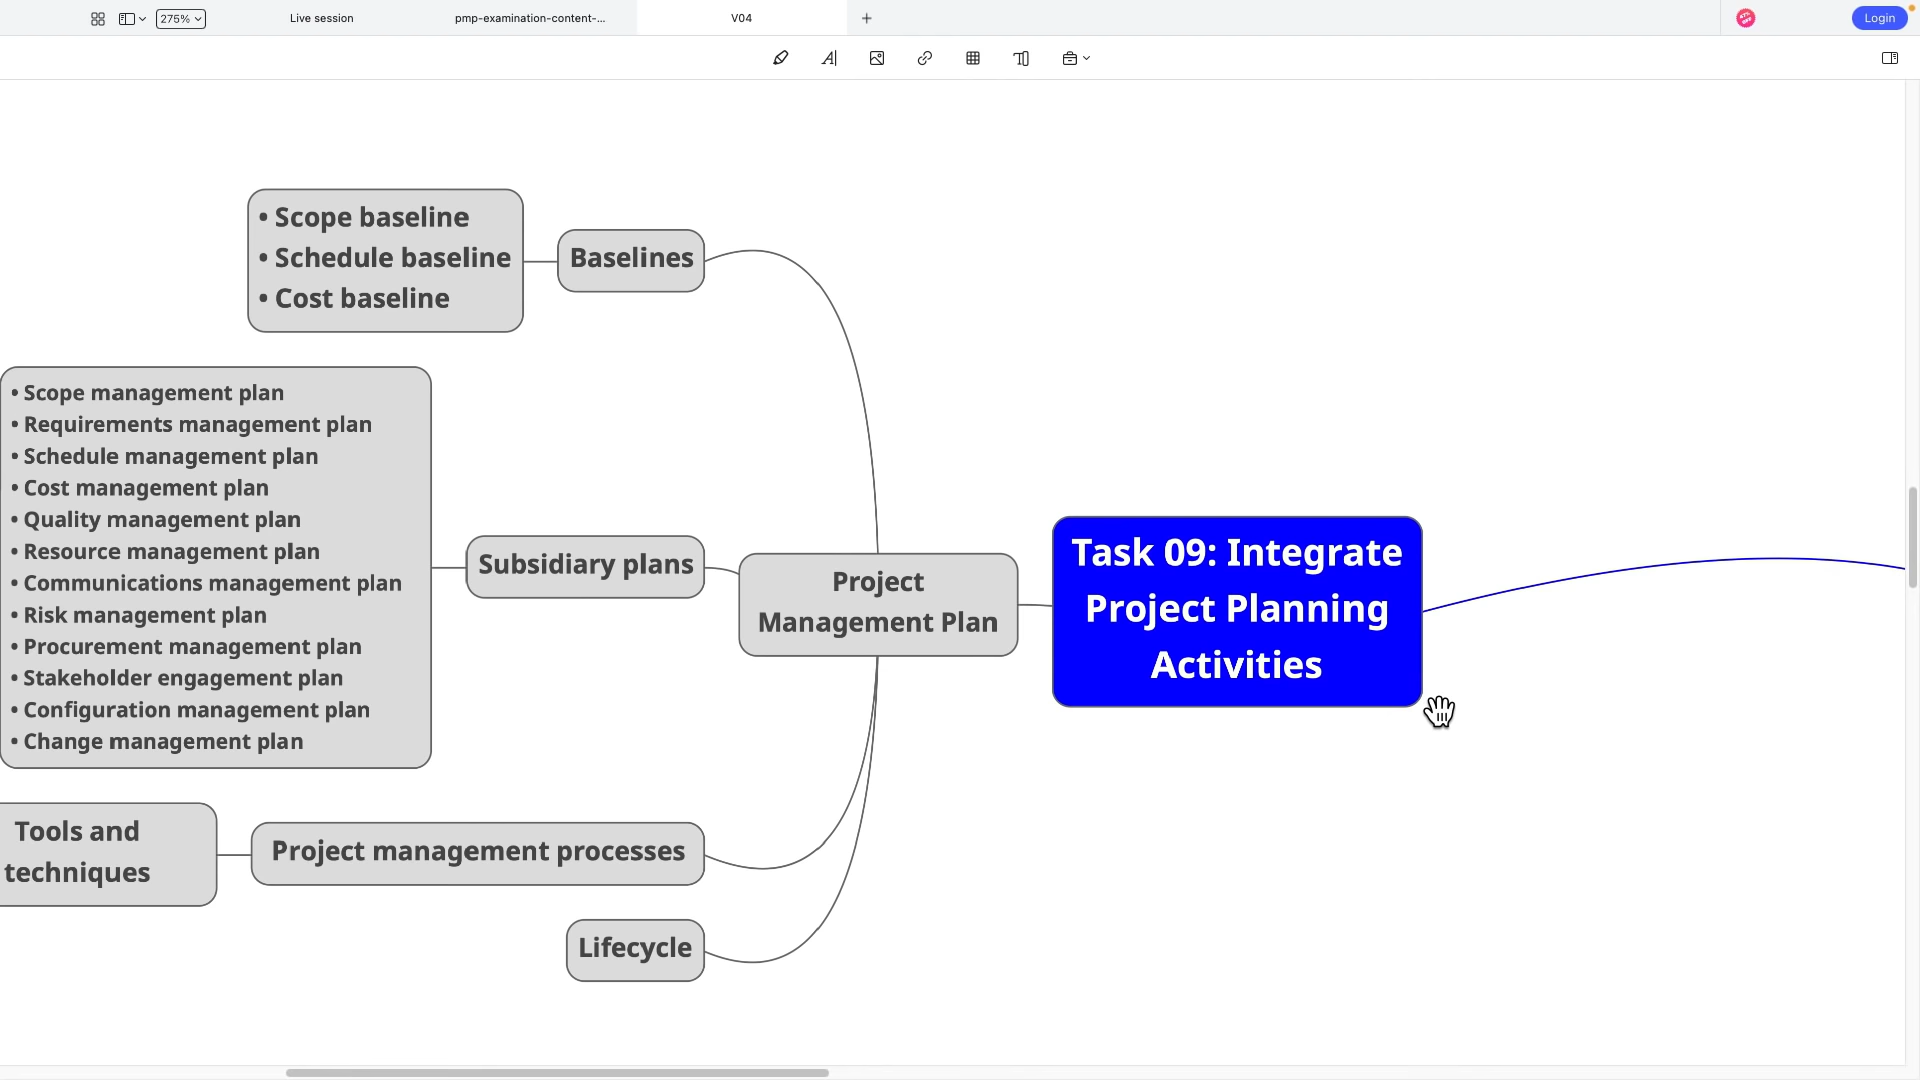 275%
Live session
pmp-examination-content-...
V04
Login
• Scope baseline
• Schedule baseline
• Cost baseline
Baselines
• Scope management plan
• Requirements management plan
• Schedule management plan
• Cost management plan
• Quality management plan
• Resource management plan
• Communications management plan
• Risk management plan
• Procurement management plan
• Stakeholder engagement plan
• Configuration management plan
• Change management plan
Subsidiary plans
Project
Management Plan
Task 09: Integrate
Project Planning
Activities
Tools and
techniques
Project management processes
Lifecycle